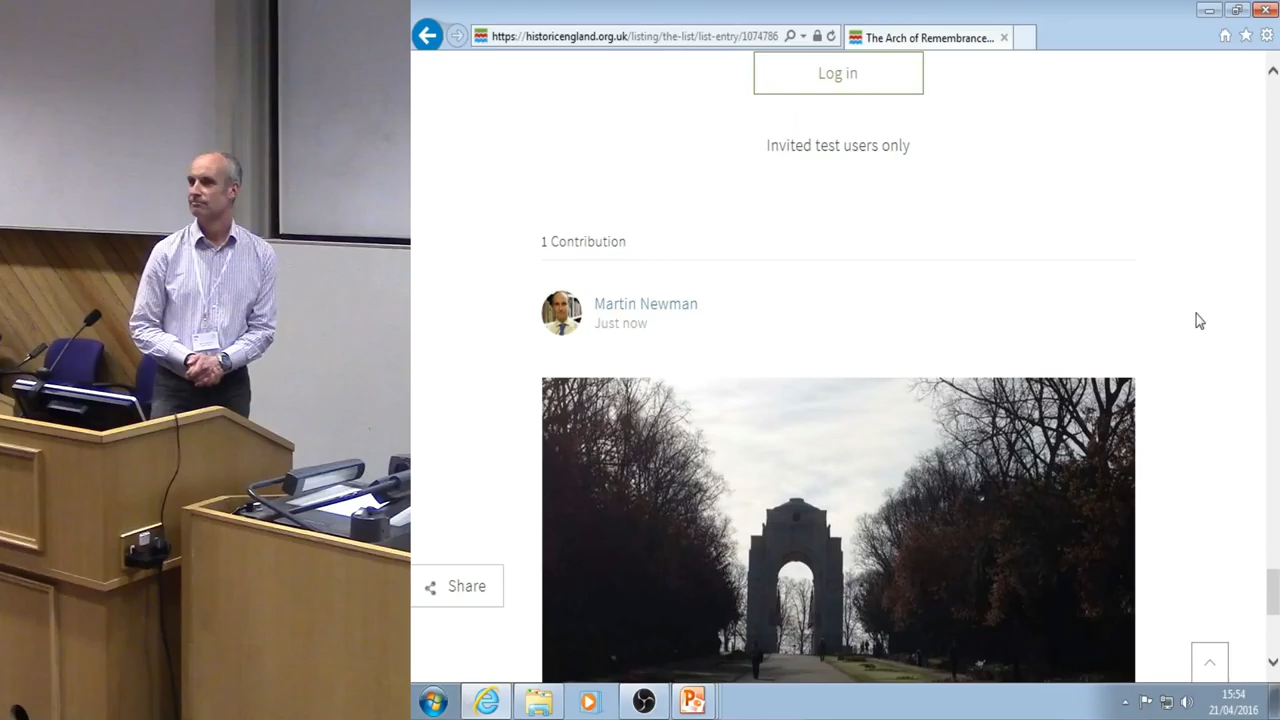 https://historicengland.org.uk/listing/the-list/list-entry/1074786
The Arch of Remembrance...
Log in
Invited test users only
1 Contribution
Martin Newman
Just now
Share
15:54
21/04/2016